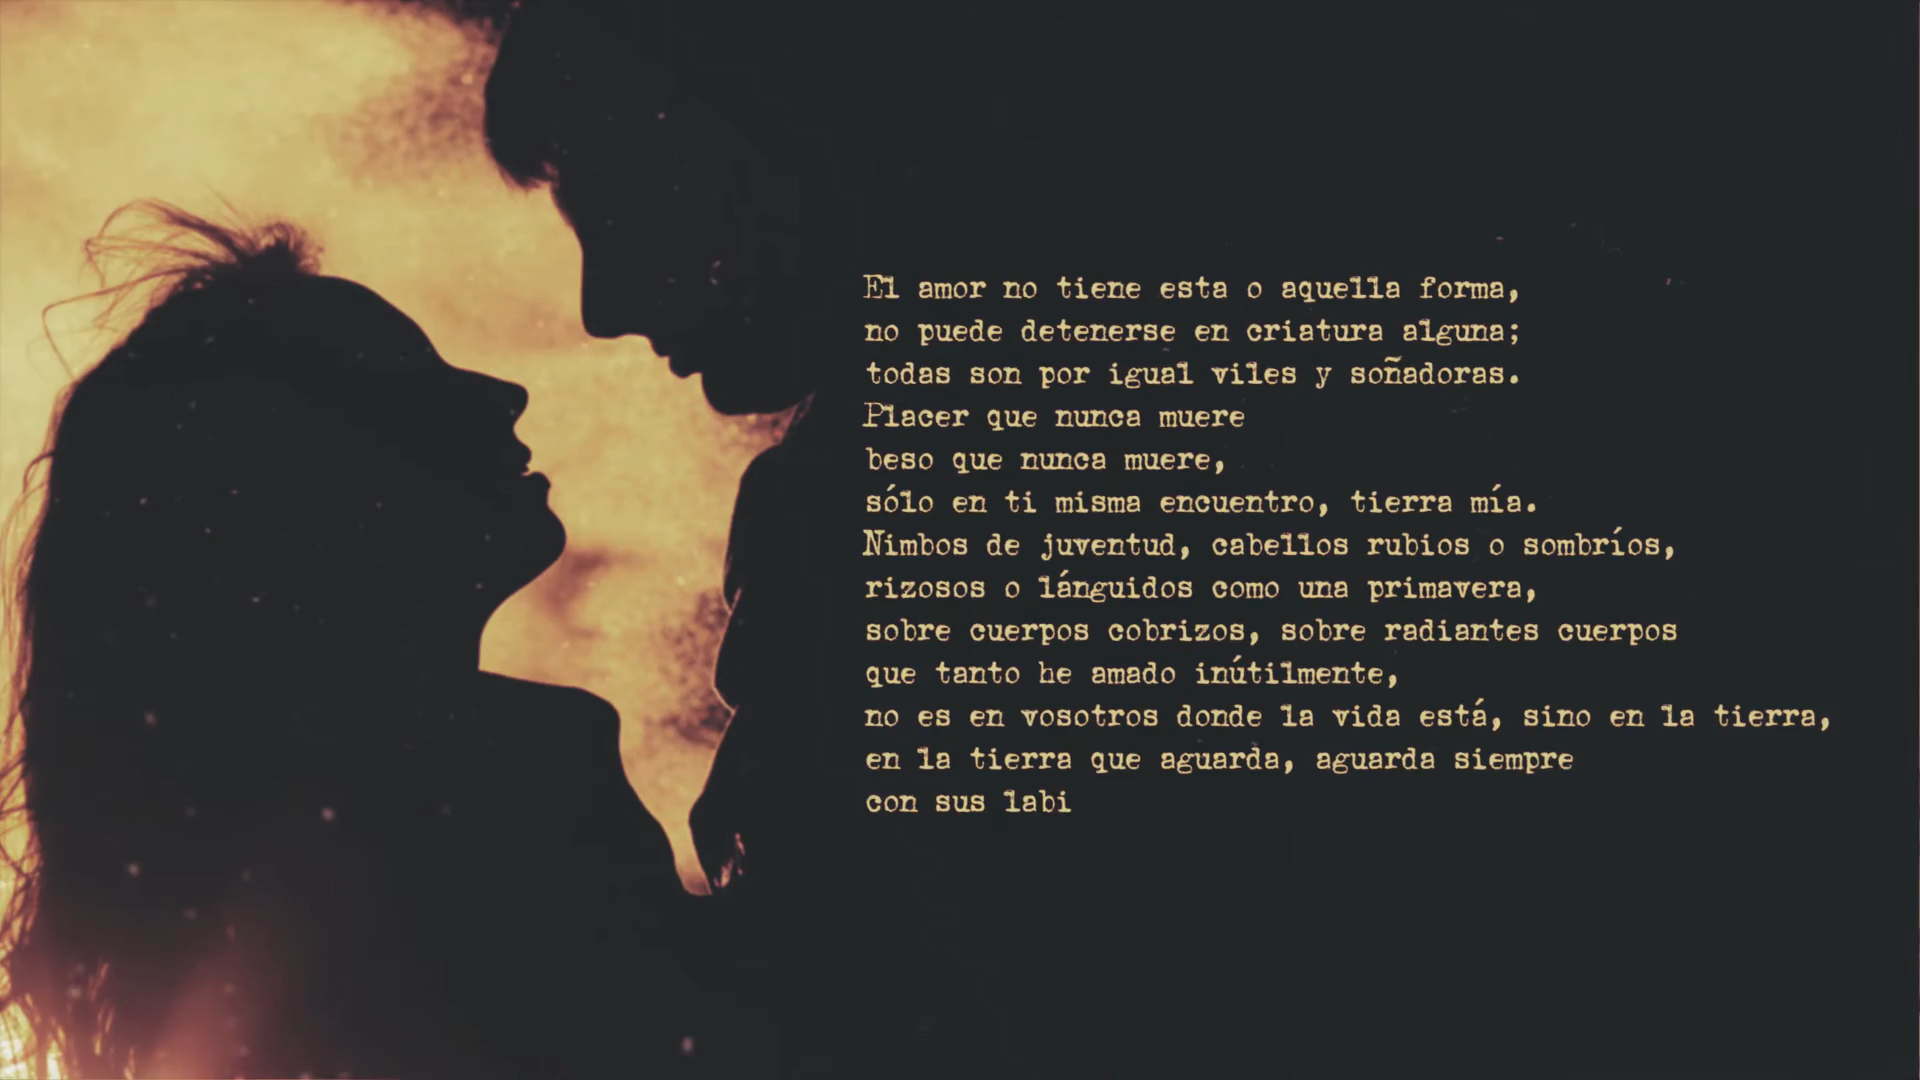 El amor no tiene esta o aquella forma,
no puede detenerse en criatura alguna;
todas son por igual viles y soñadoras.
Placer que nunca muere
beso que nunca muere,
sólo en ti misma encuentro, tierra mía.
Nimbos de juventud, cabellos rubios o sombríos,
rizosos o lánguidos como una primavera,
sobre cuerpos cobrizos, sobre radiantes cuerpos
que tanto he amado inútilmente,
no es en vosotros donde la vida está, sino en la tierra,
en la tierra que aguarda, aguarda siempre
con sus labi